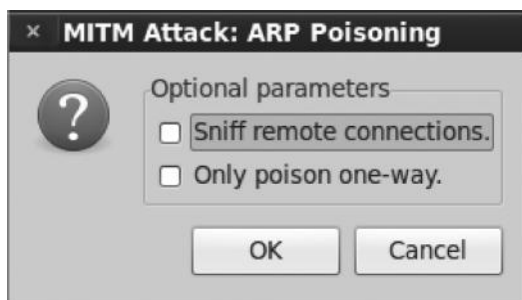 × MITM Attack: ARP Poisoning
?
Optional parameters
Sniff remote connections.
Only poison one-way.
OK Cancel